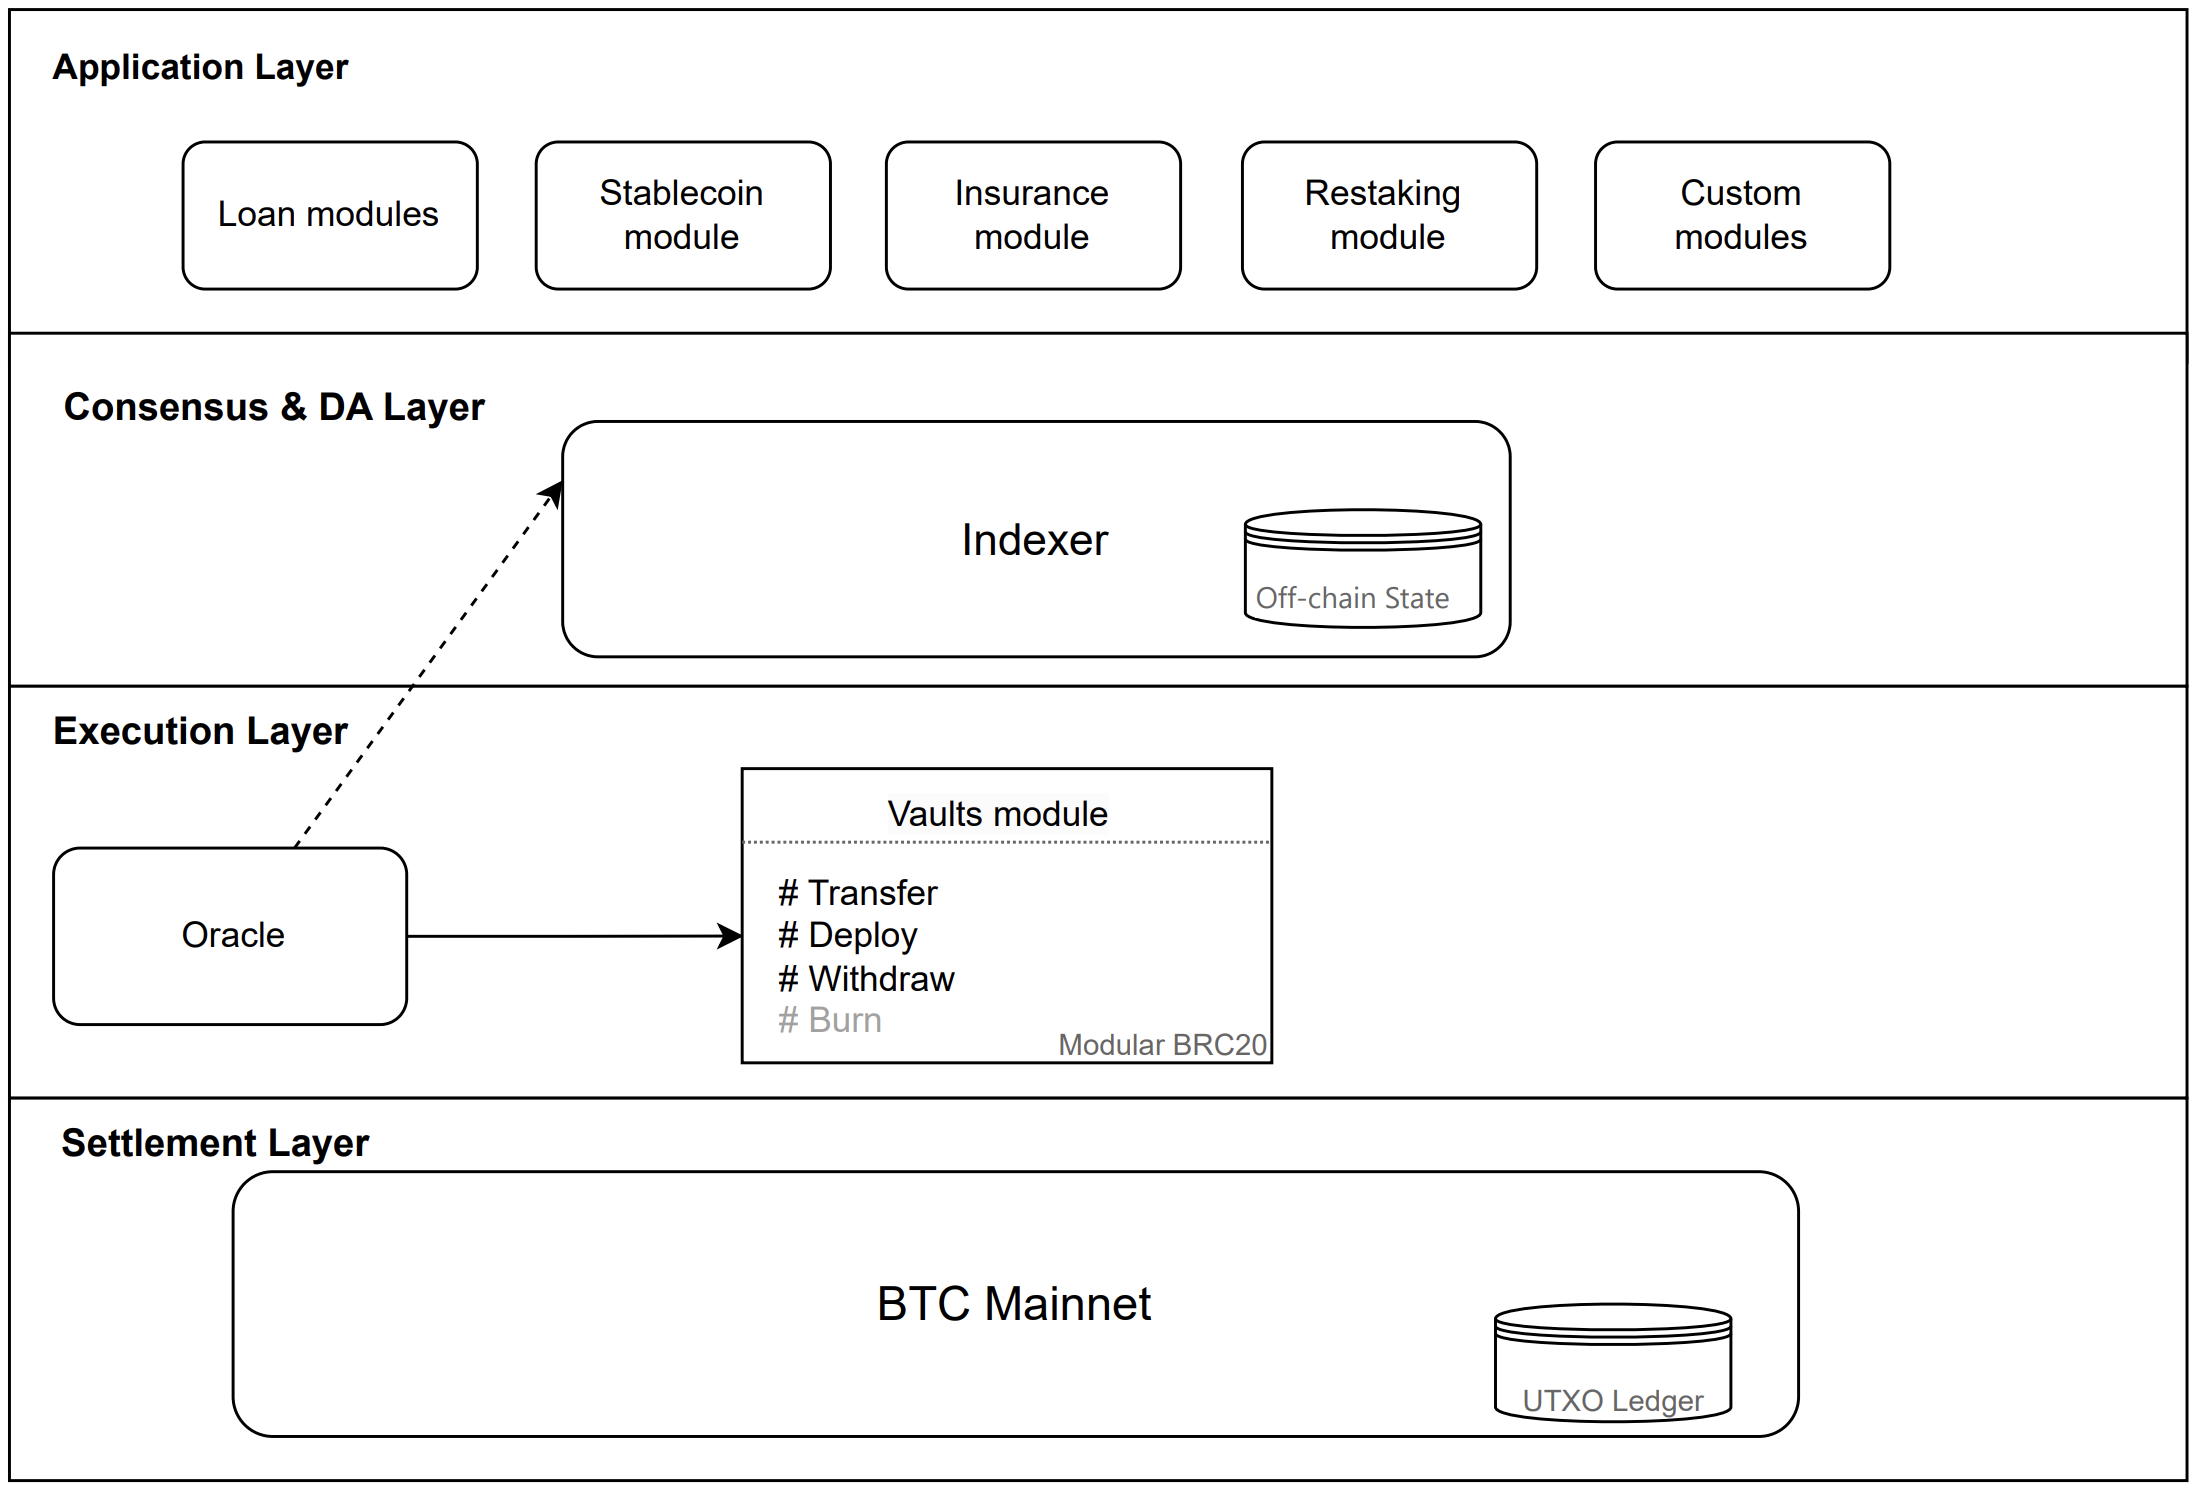 Application Layer
Loan modules
Stablecoin
module
Insurance
module
Restaking
module
Custom
modules
Consensus & DA Layer
Indexer
Off-chain State
Execution Layer
Oracle
Vaults module
# Transfer
# Deploy
# Withdraw
# Burn
Modular BRC20
Settlement Layer
BTC Mainnet
UTXO Ledger